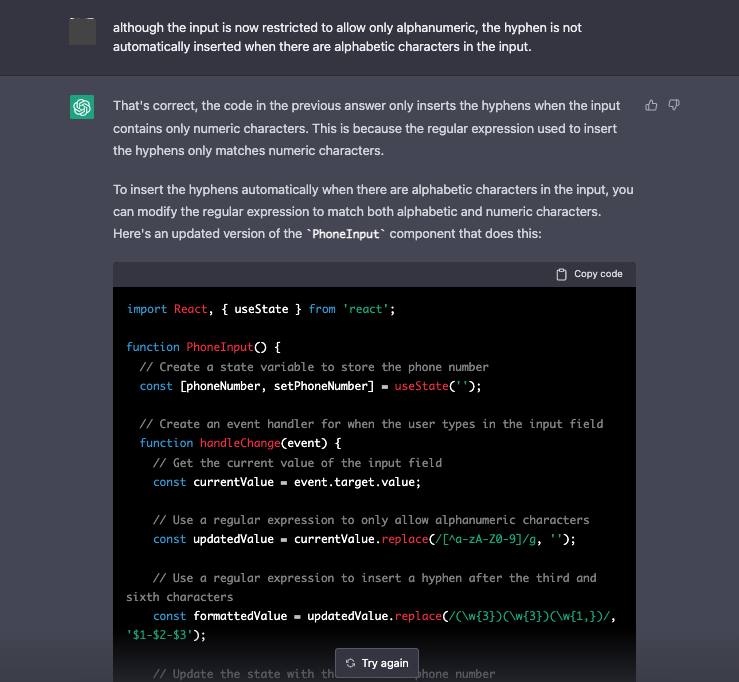 although the input is now restricted to allow only alphanumeric, the hyphen is not
automatically inserted when there are alphabetic characters in the input.
That's correct, the code in the previous answer only inserts the hyphens when the input
contains only numeric characters. This is because the regular expression used to insert
the hyphens only matches numeric characters.
To insert the hyphens automatically when there are alphabetic characters in the input, you
can modify the regular expression to match both alphabetic and numeric characters.
Here's an updated version of the `PhoneInput` component that does this:
Copy code
import React, { useState } from 'react';
function PhoneInput() {
// Create a state variable to store the phone number
const [phoneNumber, setPhoneNumber] = useState('');
// Create an event handler for when the user types in the input field
function handleChange(event) {
// Get the current value of the input field
const currentValue = event.target.value;
// Use a regular expression to only allow alphanumeric characters
const updatedValue = currentValue.replace(/[^a-zA-Z0-9]/g, '');
// Use a regular expression to insert a hyphen after the third and
sixth characters
const formattedValue = updatedValue.replace(/(\w{3})(\w{3})(\w{1,})/,
'$1-$2-$3');
Try again
// Update the state with th phone number